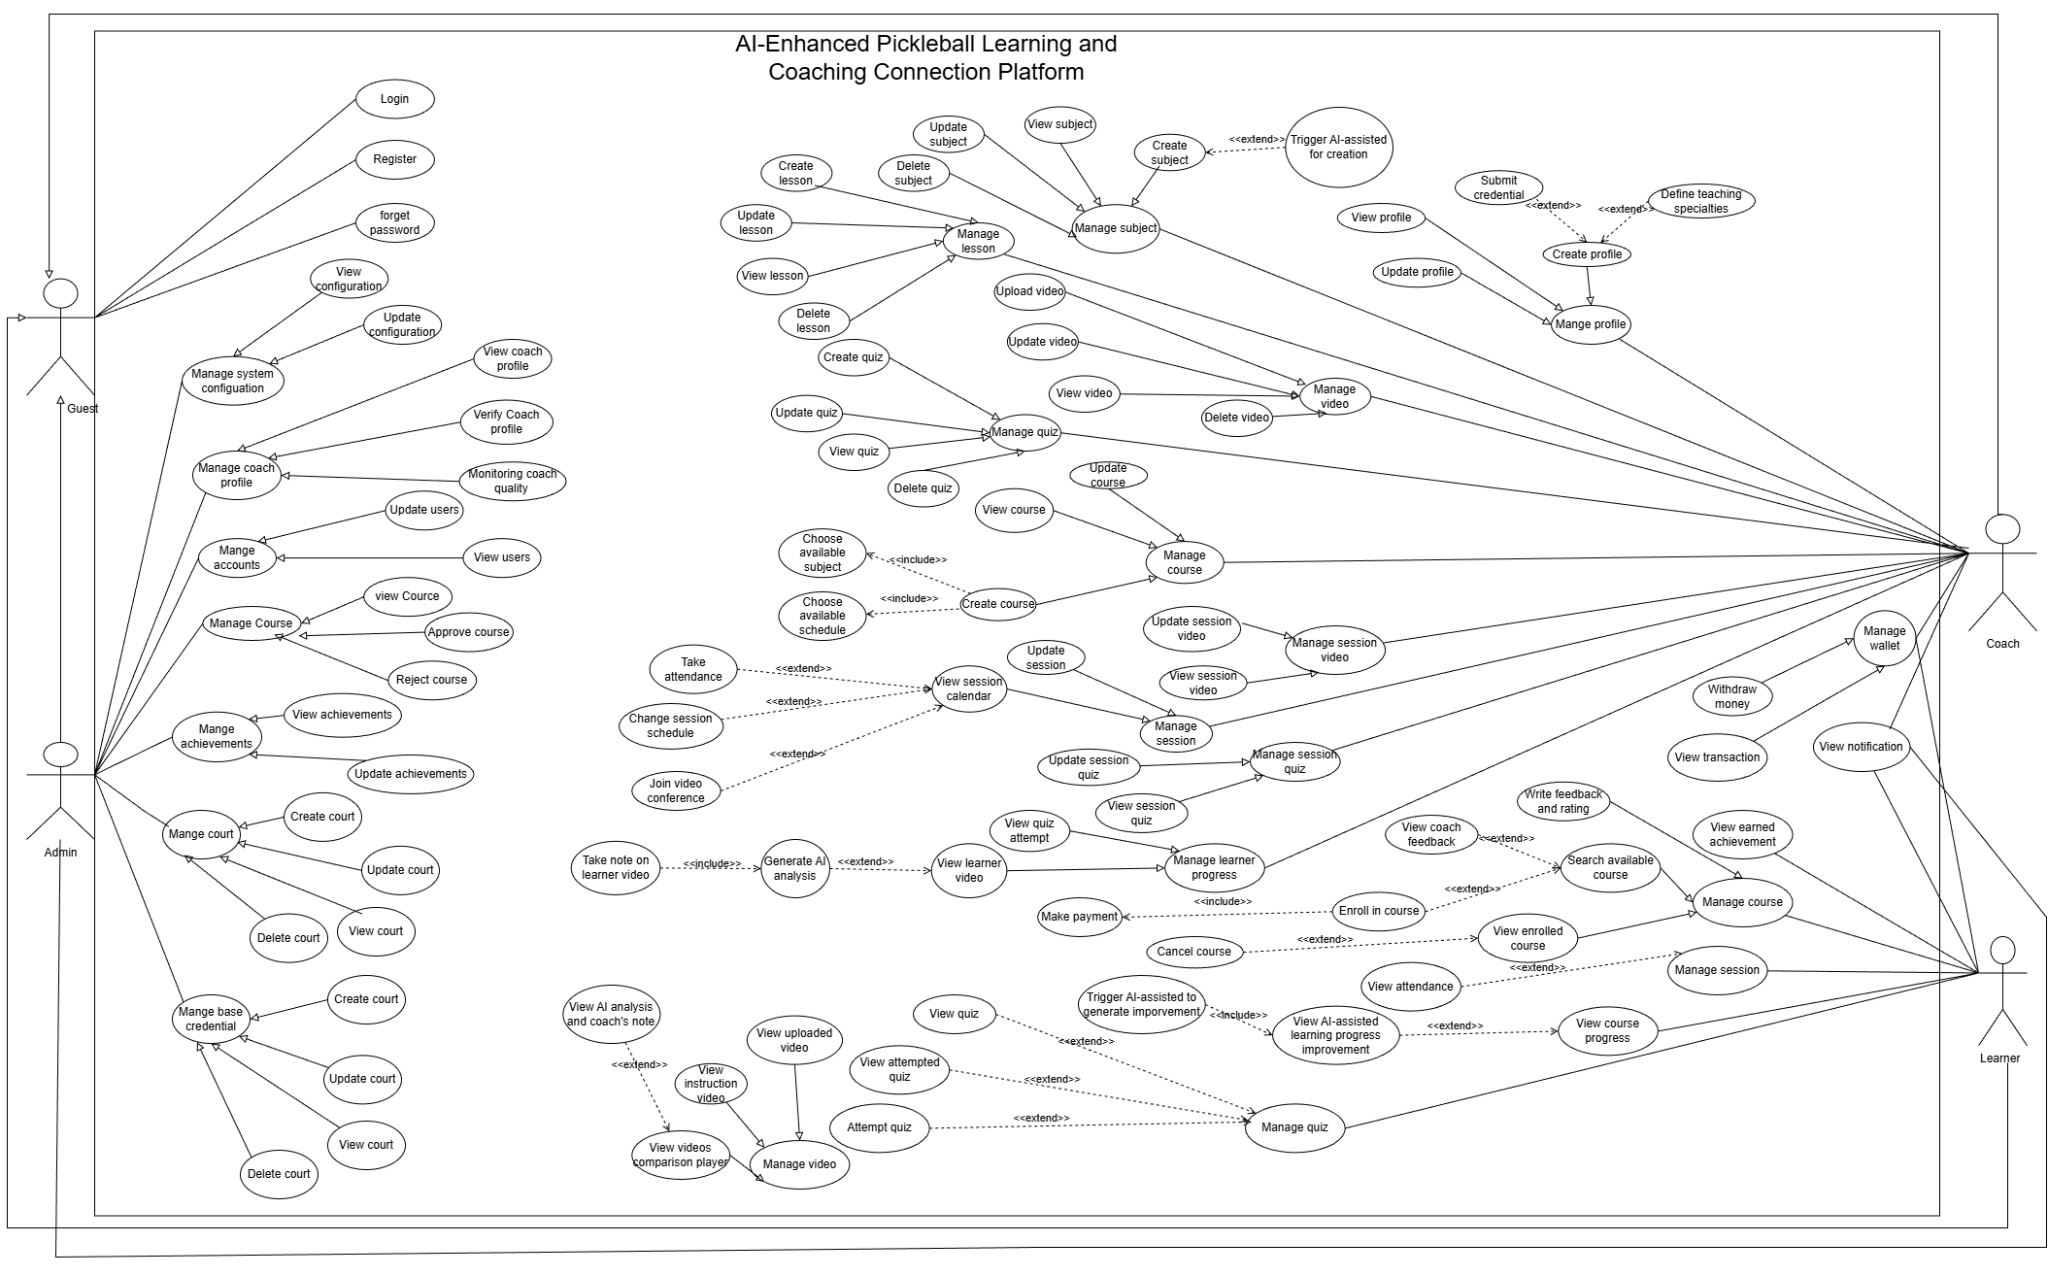 AI-Enhanced Pickleball Learning and
Coaching Connection Platform
Login
Register
forget
password
View
configuration
Update
configuration
Manage system
configuation
View coach
profile
Verify Coach
profile
Manage coach
profile
Monitoring coach
quality
Update users
Mange
accounts
View users
view Cource
Manage Course
Approve course
Reject course
View achievements
Mange
achievements
Update achievements
Create court
Mange court
Update court
View court
Delete court
Create court
Mange base
credential
Update court
View court
Delete court
Guest
Admin
Update
subject
View subject
Create
subject
<<extend>>
Trigger AI-assisted
for creation
Delete
subject
Manage subject
Create
lesson
Update
lesson
Manage
lesson
View lesson
Delete
lesson
Submit
credential
<<extend>>
Define teaching
specialties
<<extend>>
View profile
Create profile
Update profile
Mange profile
Upload video
Update video
View video
Manage
video
Delete video
Create quiz
Update quiz
Manage quiz
View quiz
Delete quiz
Update
course
View course
Choose
available
subject
<<include>>
Manage
course
Choose
available
schedule
<<include>>
Create course
Update session
video
Manage session
video
View session
video
Update
session
Take
attendance
<<extend>>
View session
calendar
Change session
schedule
<<extend>>
Manage
session
<<extend>>
Join video
conference
Update session
quiz
Manage session
quiz
View session
quiz
View quiz
attempt
Take note on
learner video
<<include>>
Generate AI
analysis
<<extend>>
View learner
video
Manage learner
progress
Coach
Manage
wallet
Withdraw
money
View transaction
View notification
Write feedback
and rating
View coach
feedback
<<extend>>
View earned
achievement
Search available
course
<<extend>>
Manage course
Make payment
<<include>>
Enroll in course
Cancel course
<<extend>>
View enrolled
course
View attendance
<<extend>>
Manage session
Trigger AI-assisted to
generate imporvement
<<include>>
View AI-assisted
learning progress
improvement
<<extend>>
View course
progress
Learner
View AI analysis
and coach's note
<<extend>>
View uploaded
video
View
instruction
video
View videos
comparison player
Manage video
View quiz
<<extend>>
View attempted
quiz
<<extend>>
Attempt quiz
<<extend>>
Manage quiz